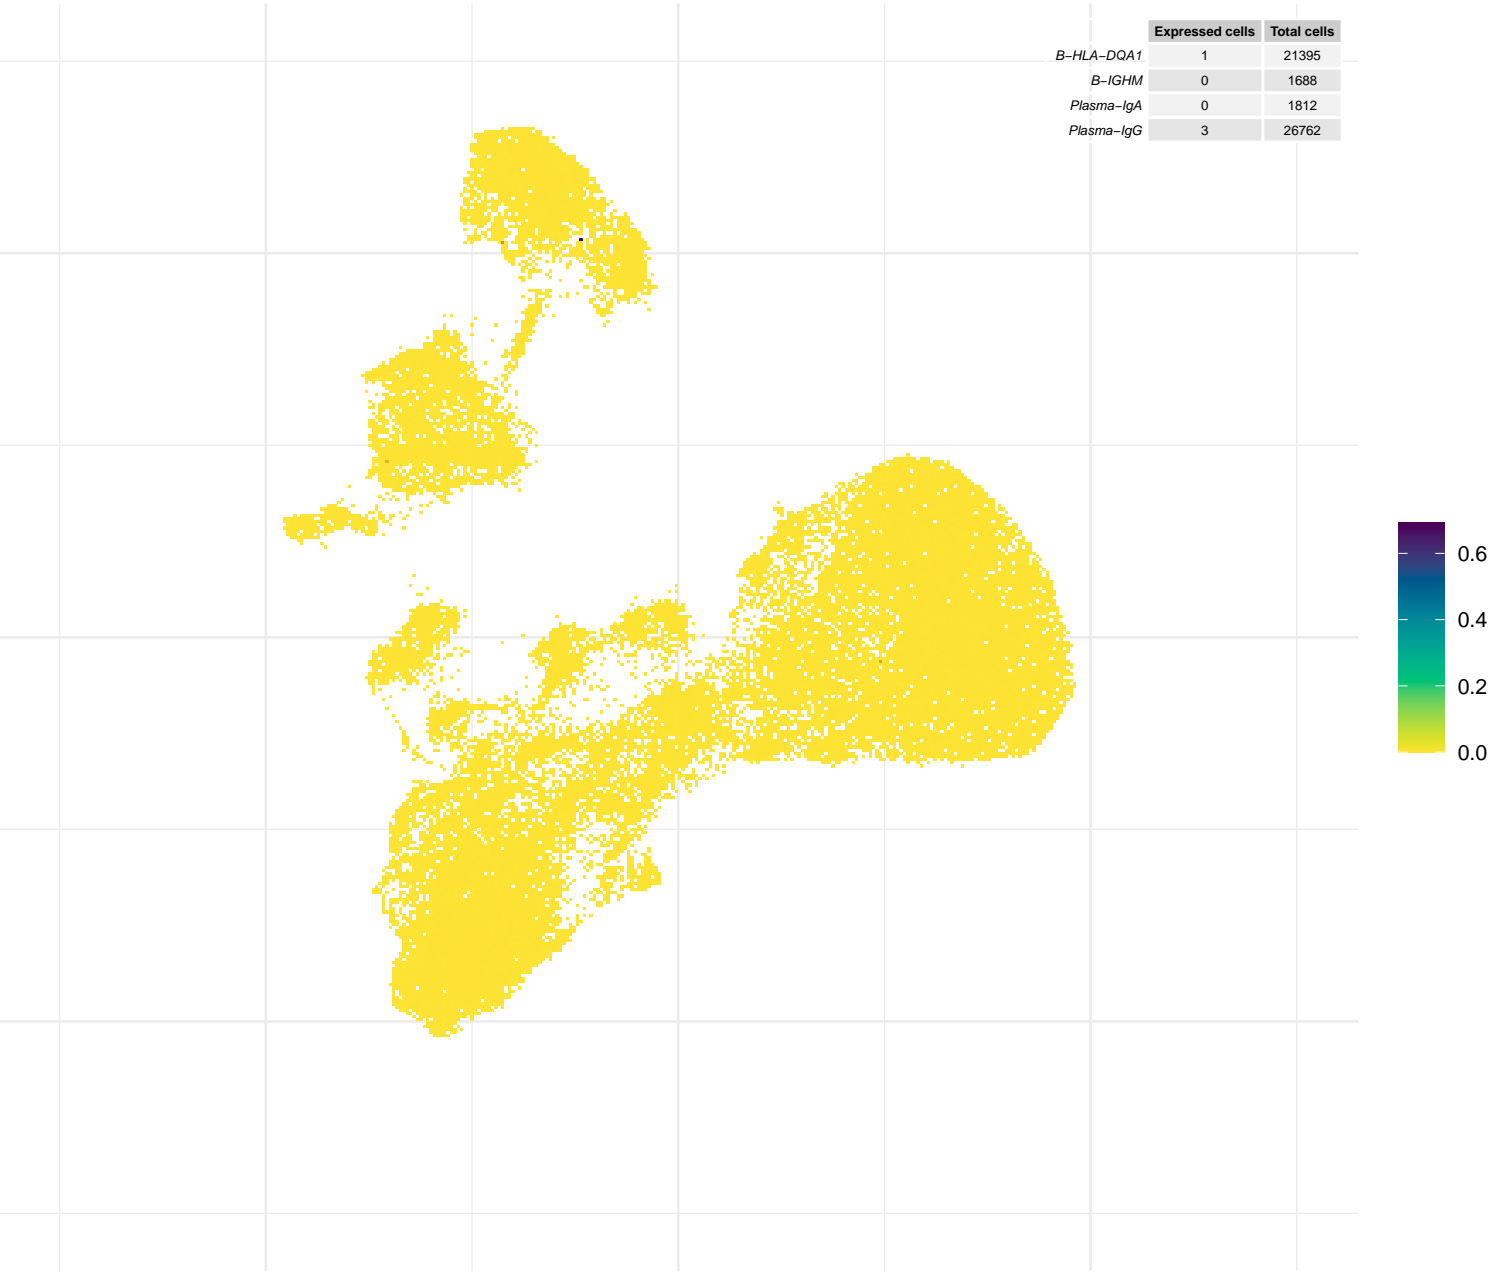 Expressed cells Total cells
B−HLA−DQA1 1 21395
B−IGHM 0 1688
Plasma−IgA 0 1812
Plasma−IgG 3 26762
0.6
0.4
0.2
0.0